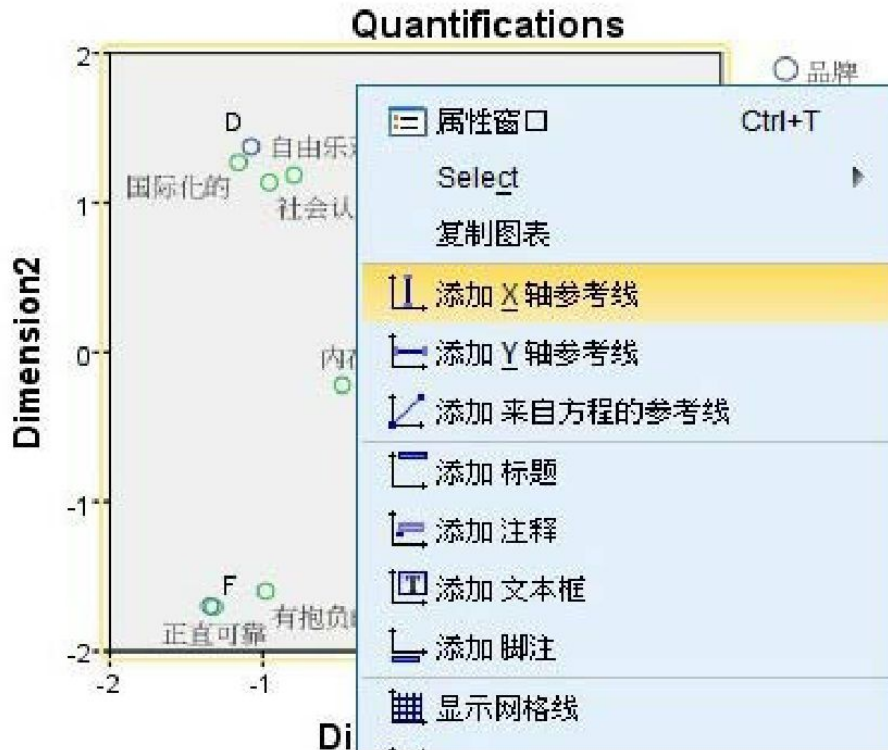 Quantifications
2
品牌
D
自由乐
国际化的
社会认
1
Dimension2
0
内
-1
F
有抱负
正直可靠
-2
-2
-1
Di
属性窗口 Ctrl+T
Select
复制图表
添加 X 轴参考线
添加 Y 轴参考线
添加 来自方程的参考线
添加 标题
添加 注释
添加 文本框
添加 脚注
显示网格线